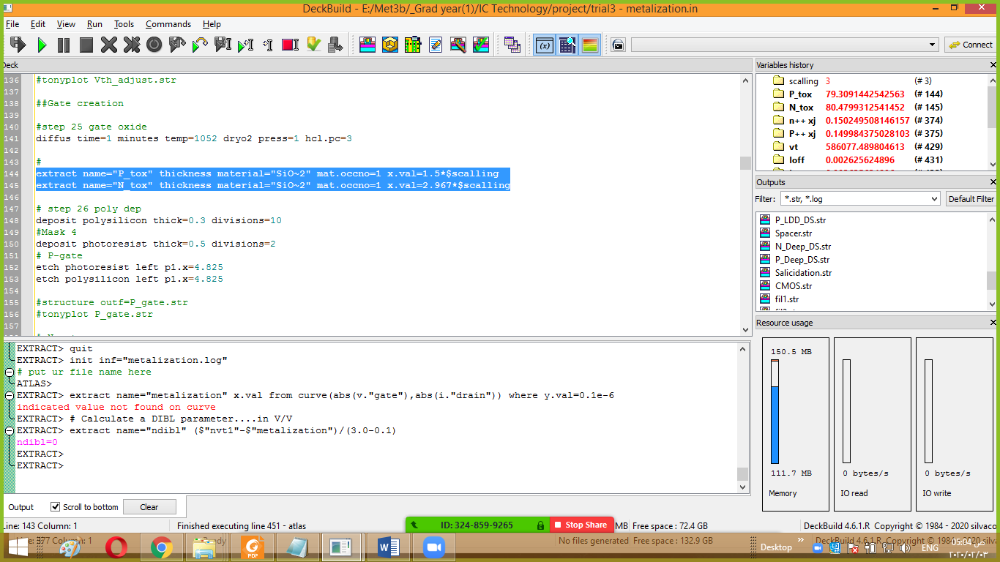 DeckBuild - E:/Met3b/_Grad year(1)/IC Technology/project/trial3 - metalization.in
File Edit View Run Tools Commands Help
Connect
Deck
136 #tonyplot Vth_adjust.str
137
138 ##Gate creation
139
140 #step 25 gate oxide
141 diffus time=1 minutes temp=1052 dryo2 press=1 hcl.pc=3
142
143 #
144 extract name="P_tox" thickness material="SiO~2" mat.occno=1 x.val=1.5*$scalling
145 extract name="N_tox" thickness material="SiO~2" mat.occno=1 x.val=2.967*$scalling
146
147 # step 26 poly dep
148 deposit polysilicon thick=0.3 divisions=10
149 #Mask 4
150 deposit photoresist thick=0.5 divisions=2
151 # P-gate
152 etch photoresist left p1.x=4.825
153 etch polysilicon left p1.x=4.825
154
155 #structure outf=P_gate.str
156 #tonyplot P_gate.str
157
EXTRACT> quit
EXTRACT> init inf="metalization.log"
# put ur file name here
ATLAS>
EXTRACT> extract name="metalization" x.val from curve(abs(v."gate"),abs(i."drain")) where y.val=0.1e-6
indicated value not found on curve
EXTRACT> # Calculate a DIBL parameter....in V/V
EXTRACT> extract name="ndibl" ($"nvt1"-$"metalization")/(3.0-0.1)
ndibl=0
EXTRACT>
EXTRACT>
Output Scroll to bottom Clear
Variables history
scalling 3 (# 3)
P_tox 79.3091442542563 (# 144)
N_tox 80.4799312541452 (# 145)
n++ xj 0.150249508146157 (# 374)
P++ xj 0.149984375028103 (# 375)
vt 586077.489804613 (# 429)
Ioff 0.002625624896 (# 431)
Outputs
Filter: *.str, *.log Default Filter
P_LDD_DS.str
Spacer.str
N_Deep_DS.str
P_Deep_DS.str
Salicidation.str
CMOS.str
fil1.str
Resource usage
150.5 MB
111.7 MB 0 bytes/s 0 bytes/s
Memory IO read IO write
Line: 143 Column: 1 Finished executing line 451 - atlas ID: 324-859-9265 Stop Share MB Free space : 72.4 GB DeckBuild 4.6.1.R Copyright © 1984 - 2020 silvaco
Line: 377 Column: 1 Ready No files generated Free space : 132.9 GB DeckBuild 4.6.1.R Copyright © 1984
PDF Desktop » ENG 05:04 ص
٢٠٢٠/٠٢/٠٣